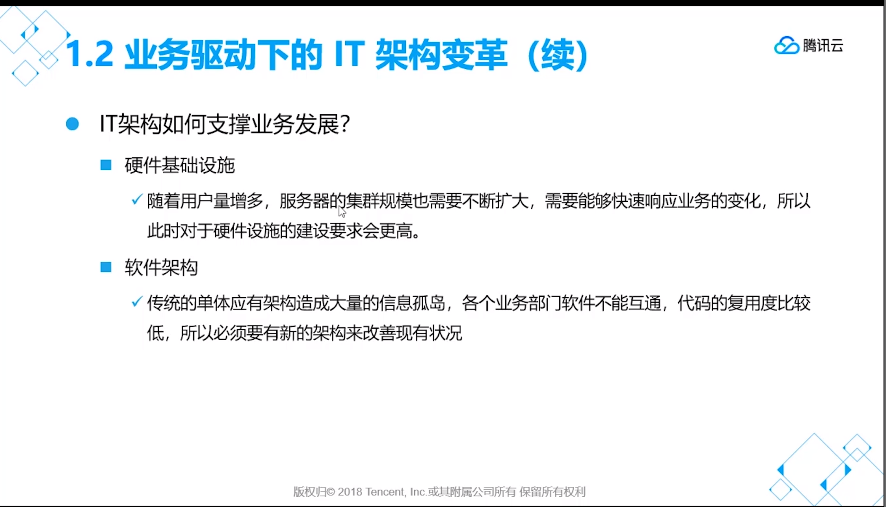 1.2 业务驱动下的 IT 架构变革（续）
腾讯云
IT架构如何支撑业务发展？
硬件基础设施
随着用户量增多，服务器的集群规模也需要不断扩大，需要能够快速响应业务的变化，所以
此时对于硬件设施的建设要求会更高。
软件架构
传统的单体应有架构造成大量的信息孤岛，各个业务部门软件不能互通，代码的复用度比较
低，所以必须要有新的架构来改善现有状况
版权归© 2018 Tencent, Inc.或其附属公司所有 保留所有权利